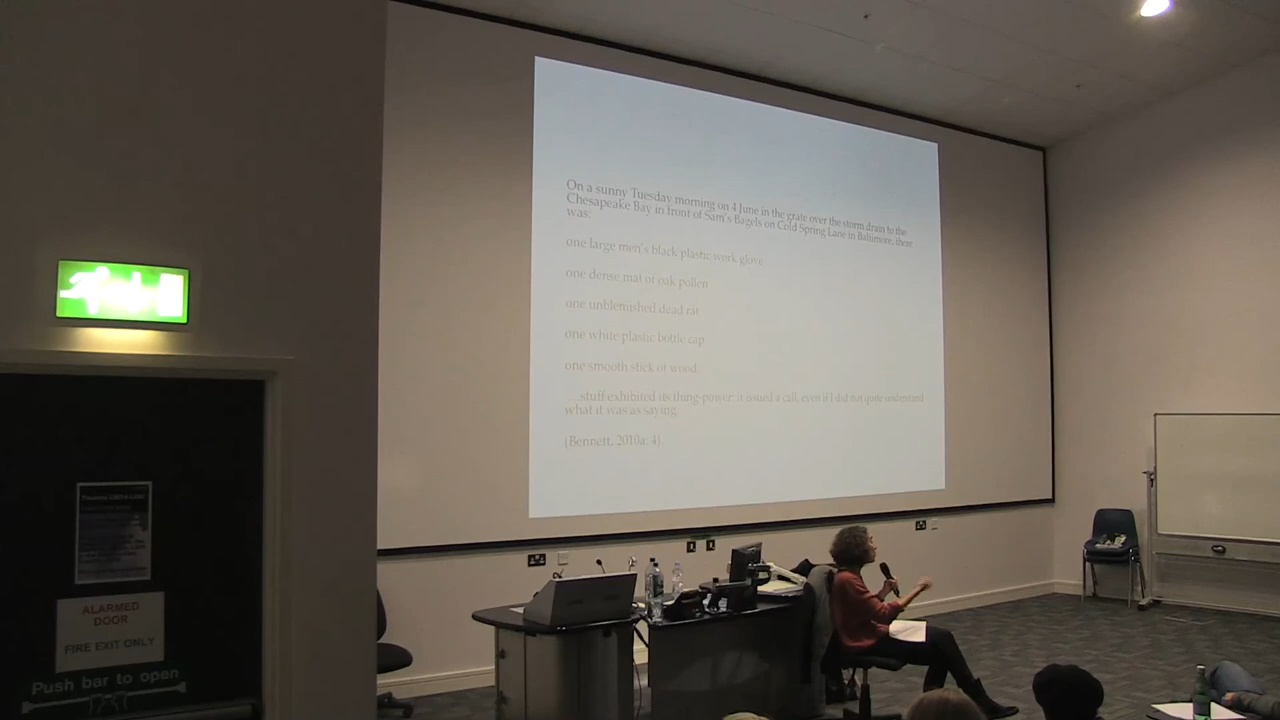 On a sunny Tuesday morning on 4 June in the grate over the storm drain to the
Chesapeake Bay in front of Sam's Bagels on Cold Spring Lane in Baltimore, there
was:
one large men's black plastic work glove
one dense mat of oak pollen
one unblemished dead rat
one white plastic bottle cap
one smooth stick of wood
…stuff exhibited its thing-power: it issued a call, even if I did not quite understand
what it was as saying.
(Bennett, 2010a: 4).
ALARMED
DOOR
FIRE EXIT ONLY
Push bar to open